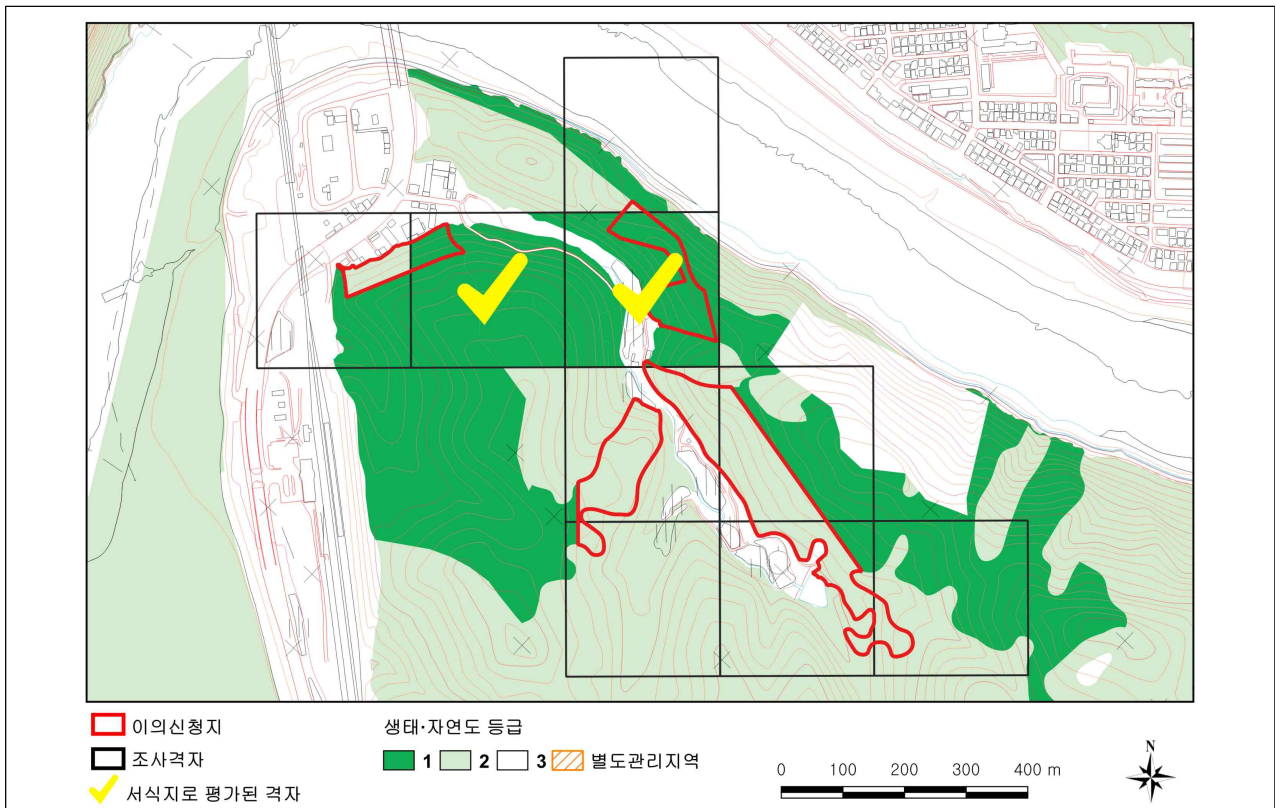 이의신청지
조사격자
서식지로 평가된 격자
생태·자연도 등급
1 2 3 별도관리지역
0 100 200 300 400 m
N